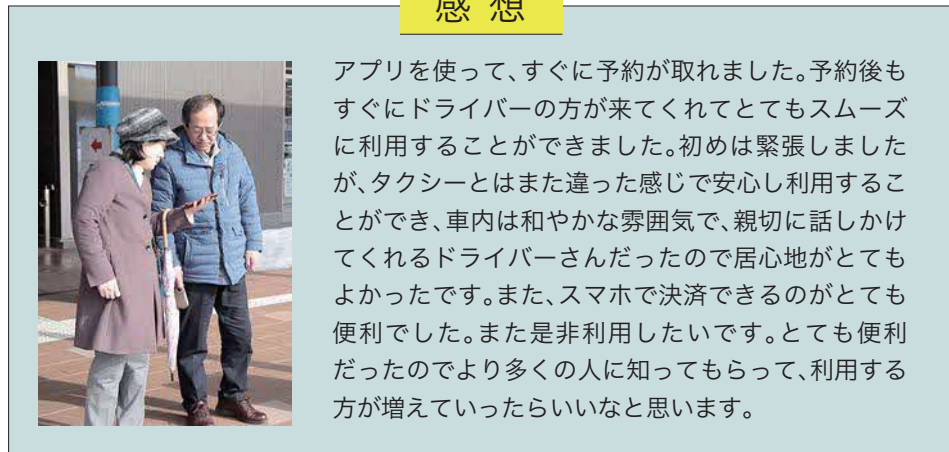 感想
アプリを使って、すぐに予約が取れました。予約後も
すぐにドライバーの方が来てくれてとてもスムーズ
に利用することができました。初めは緊張しました
が、タクシーとはまた違った感じで安心し利用するこ
とができ、車内は和やかな雰囲気で、親切に話しかけ
てくれるドライバーさんだったので居心地がとても
よかったです。また、スマホで決済できるのがとても
便利でした。また是非利用したいです。とても便利
だったのでより多くの人に知ってもらって、利用する
方が増えていったらいいなと思います。